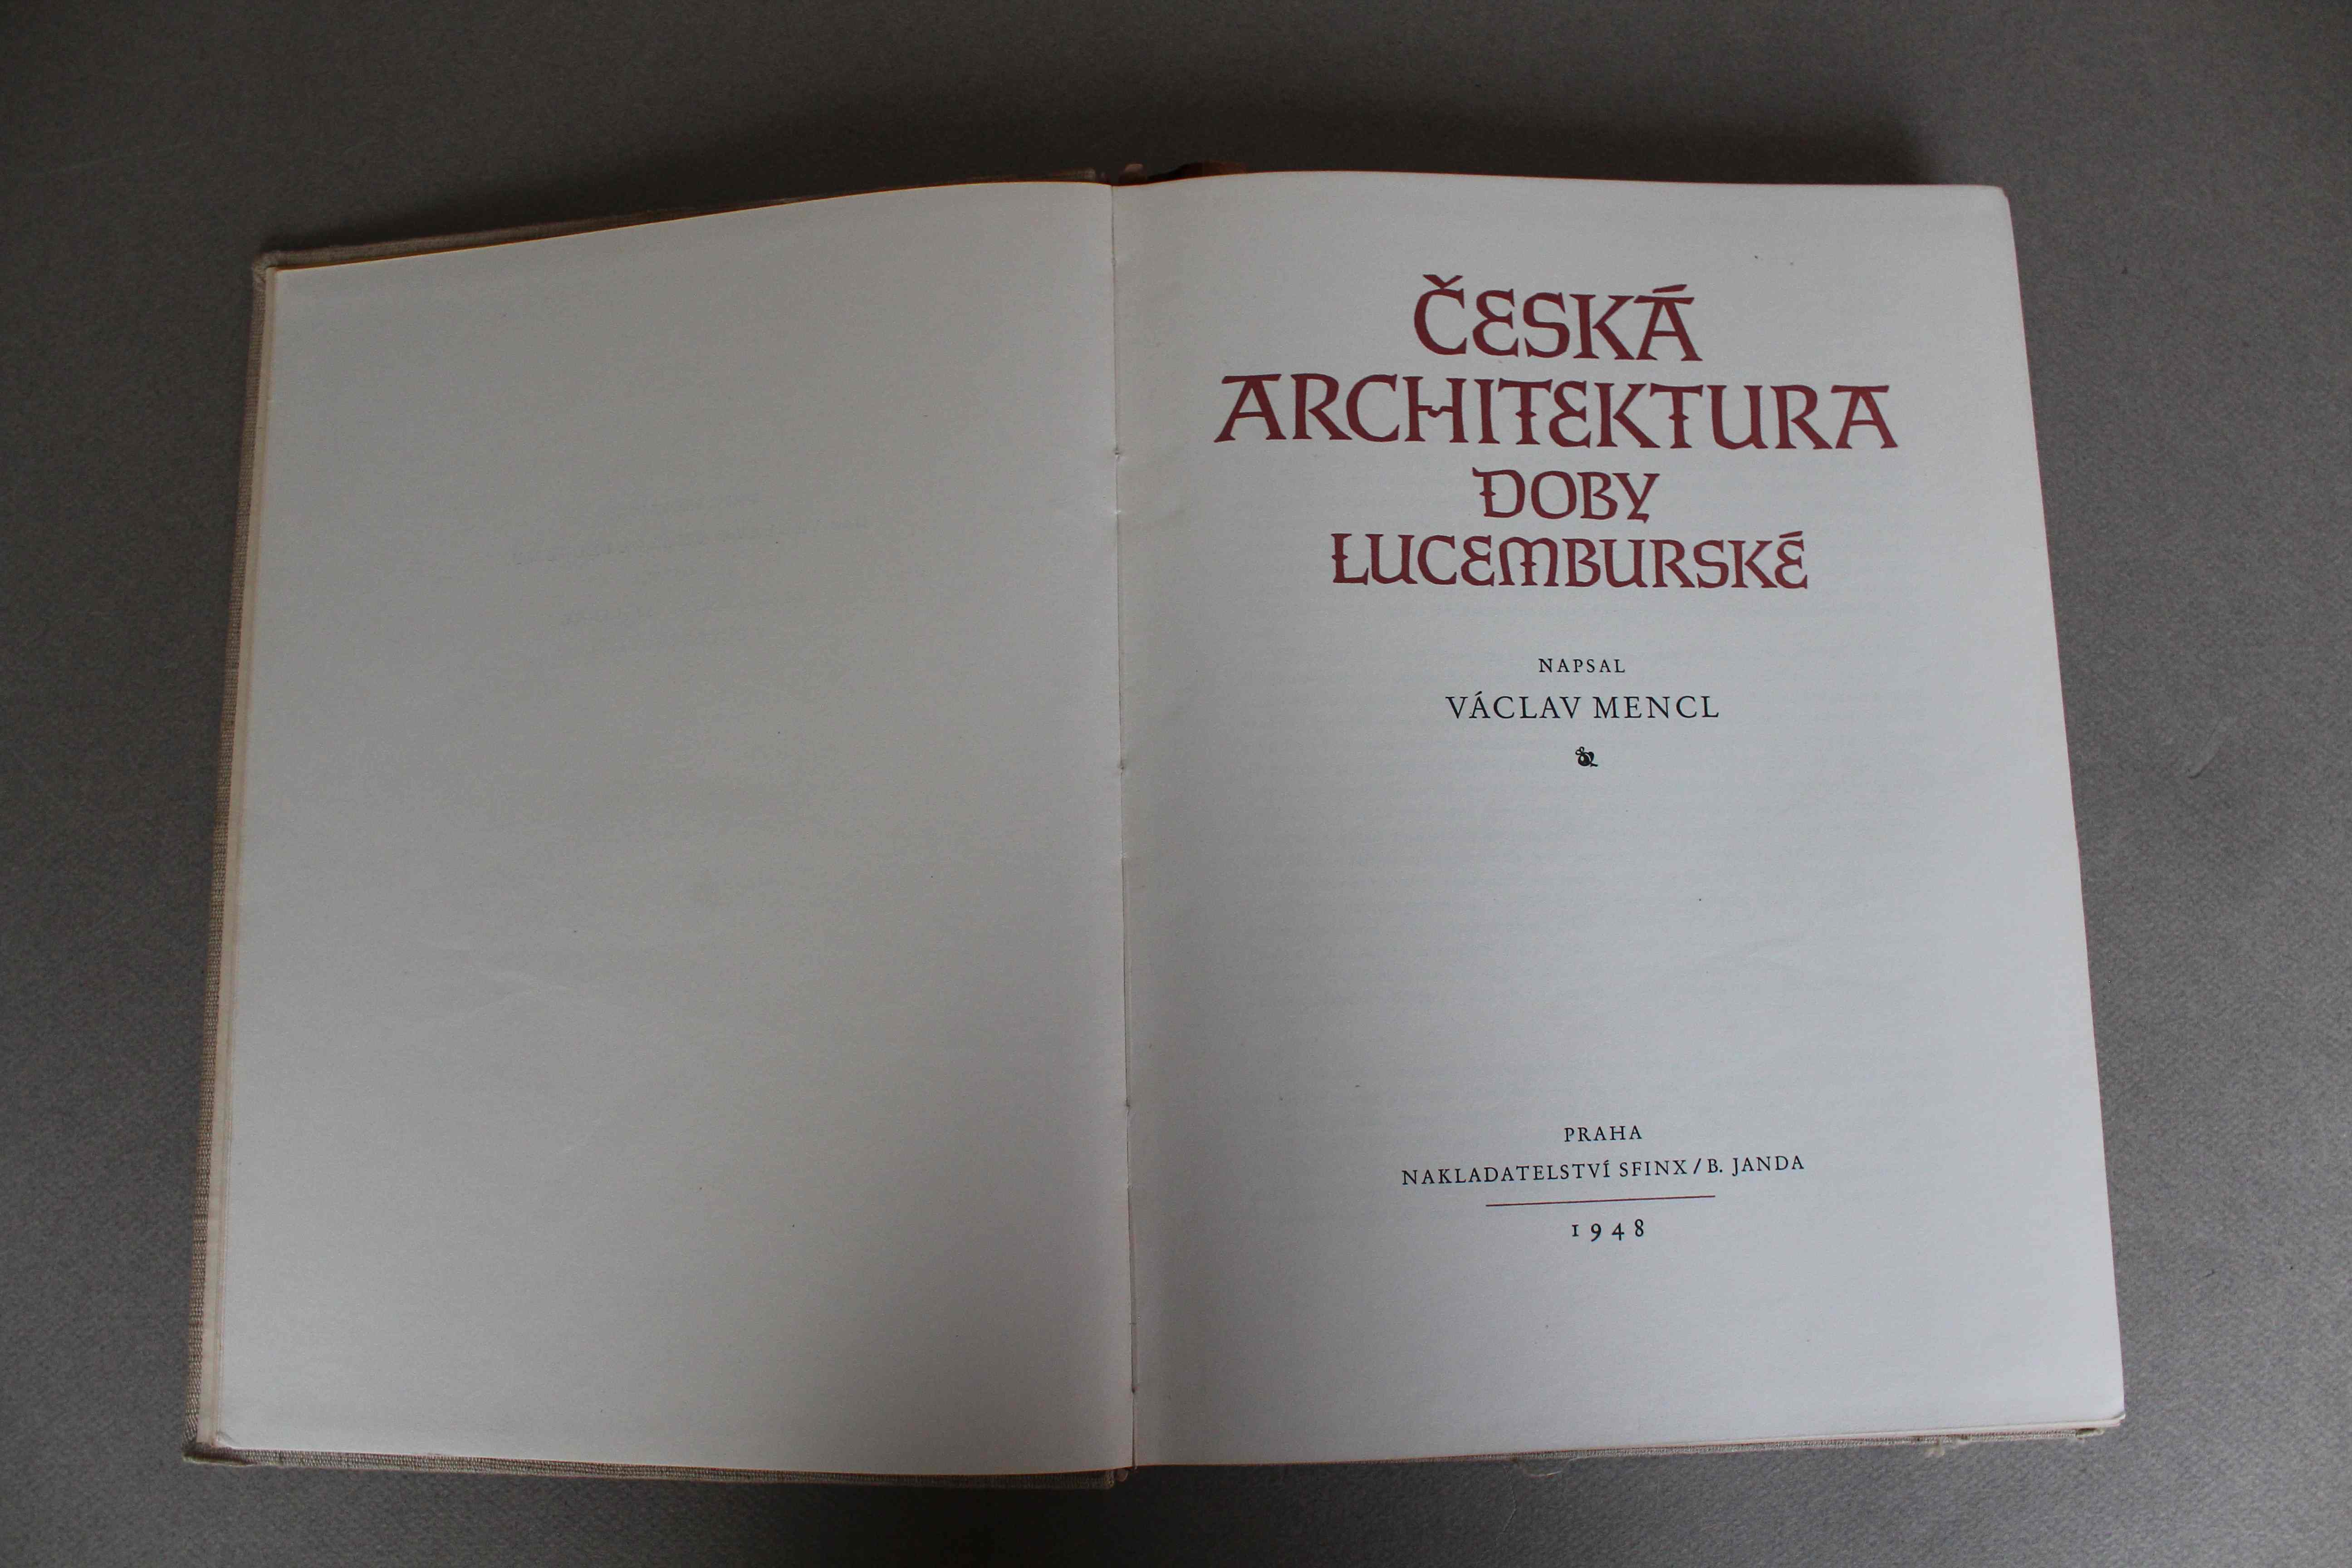 ČESKÁ
ARCHITEKTURA
DOBY
LUCEMBURSKÉ
NAPSAL
VÁCLAV MENCL
PRAHA
NAKLADATELSTVÍ SFINX / B. JANDA
1948